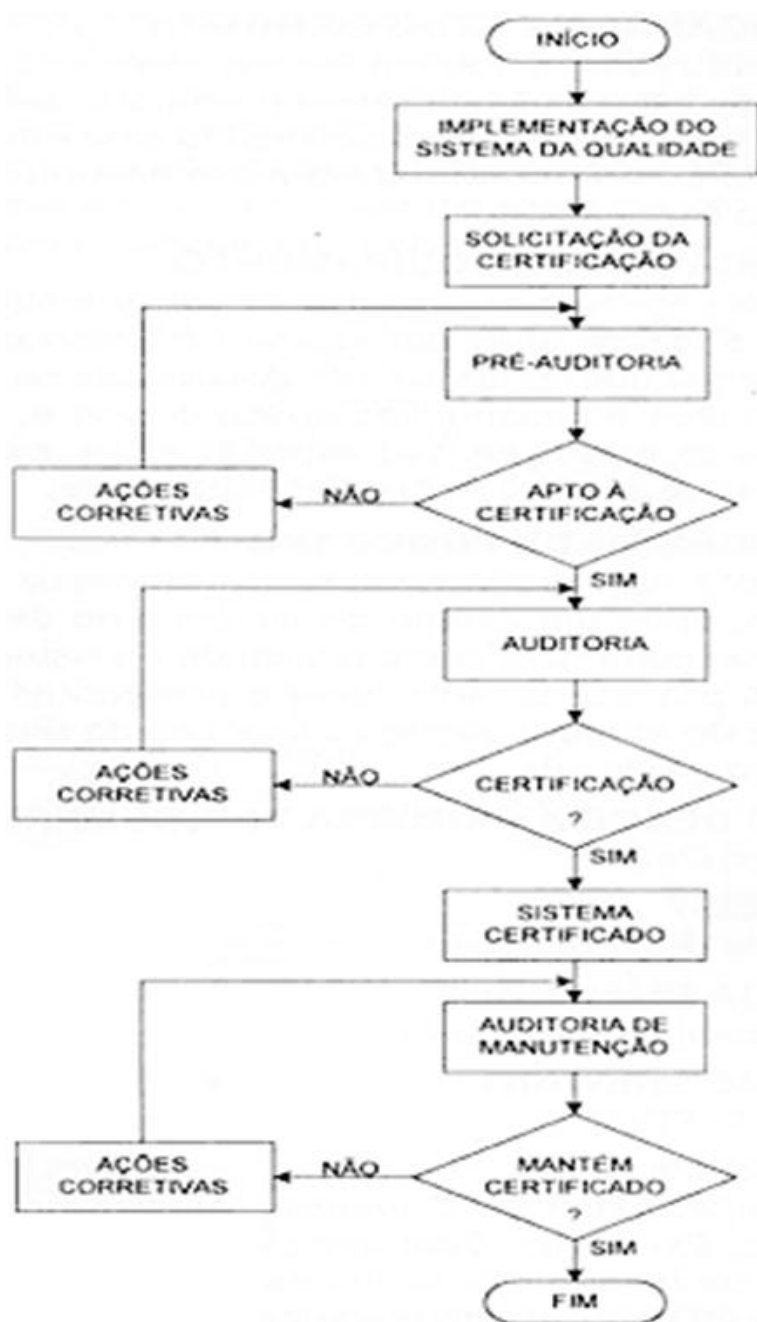 INÍCIO
IMPLEMENTAÇÃO DO
SISTEMA DA QUALIDADE
SOLICITAÇÃO DA
CERTIFICAÇÃO
PRÉ-AUDITORIA
APTO À
CERTIFICAÇÃO
NÃO
AÇÕES
CORRETIVAS
SIM
AUDITORIA
CERTIFICAÇÃO
?
NÃO
AÇÕES
CORRETIVAS
SIM
SISTEMA
CERTIFICADO
AUDITORIA DE
MANUTENÇÃO
MANTÉM
CERTIFICADO
?
NÃO
AÇÕES
CORRETIVAS
SIM
FIM